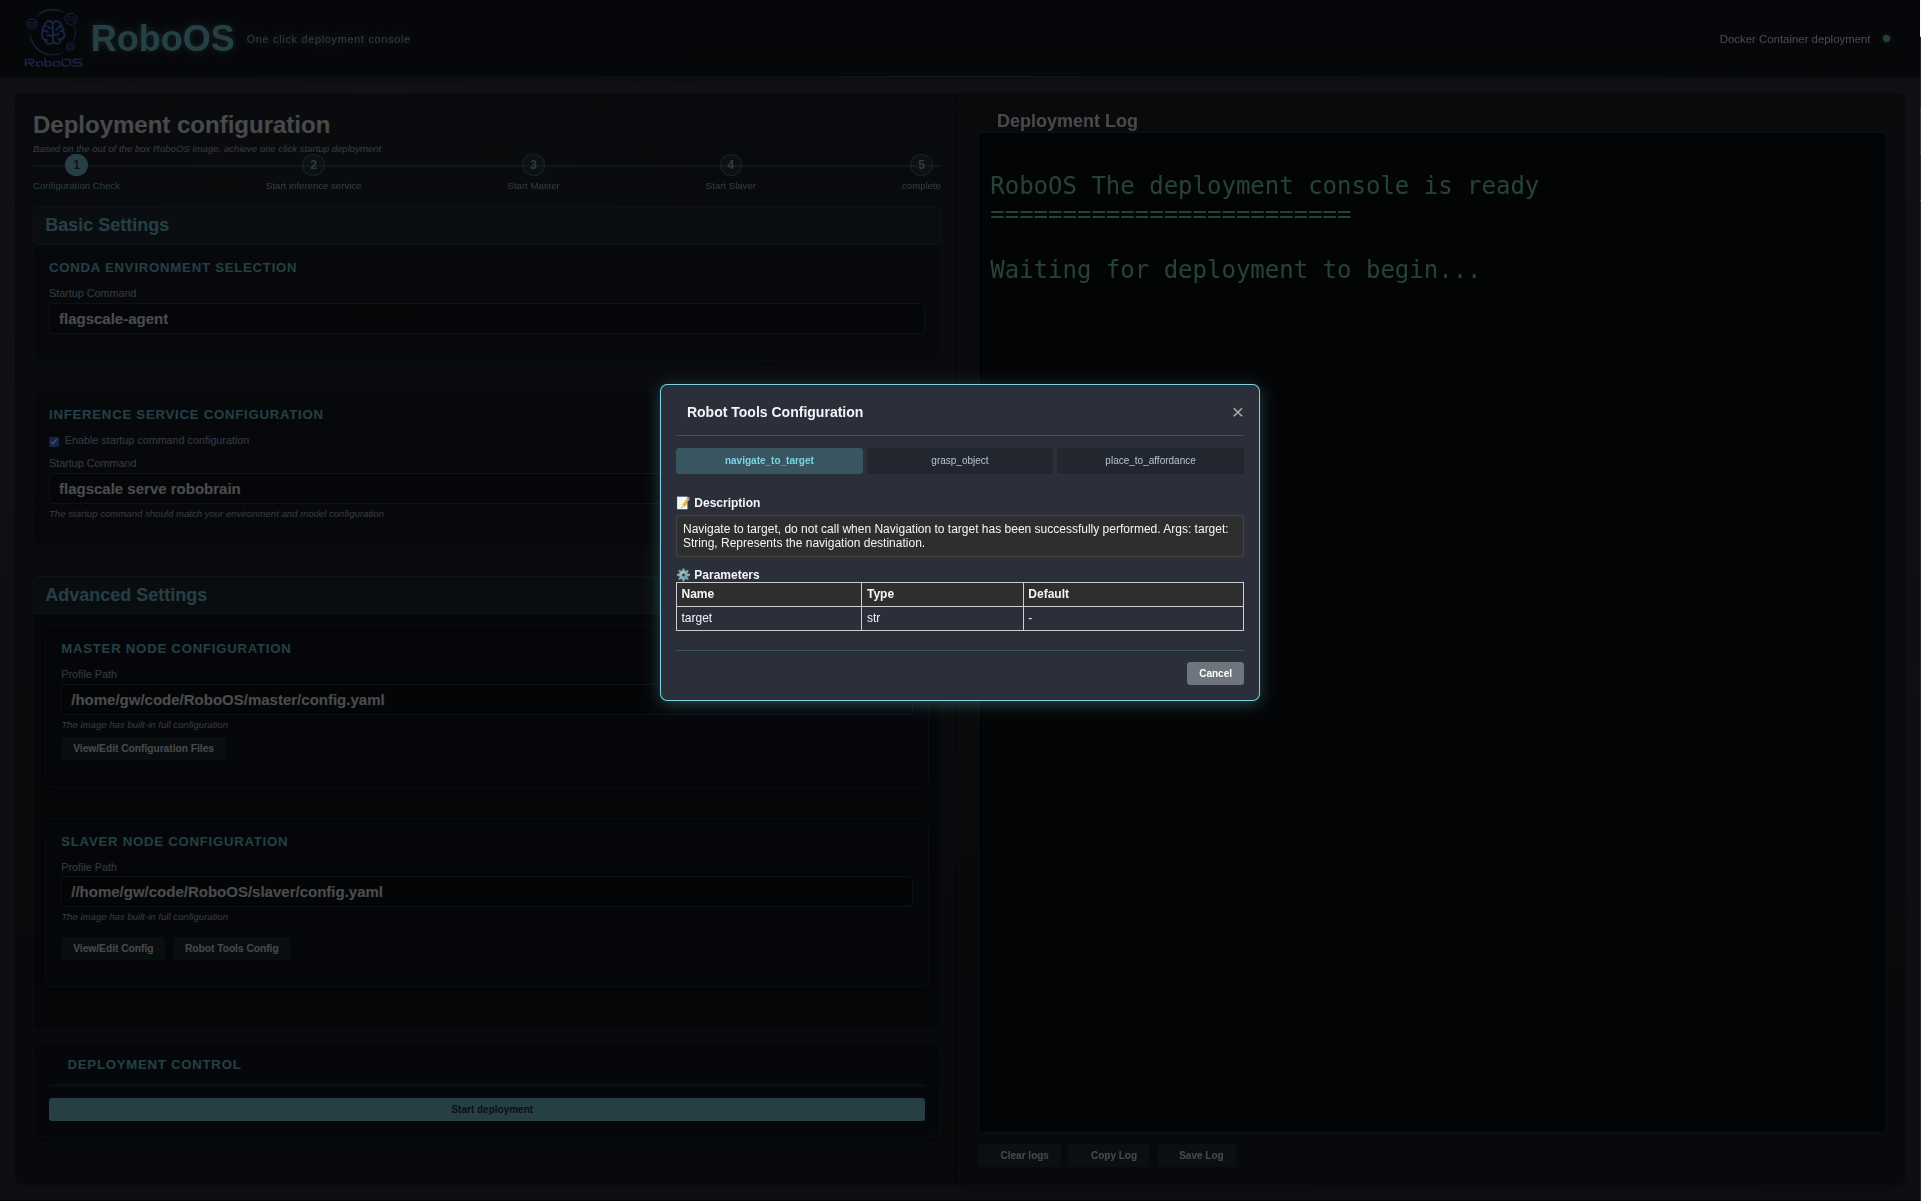 RoboOS
RoboOS
One click deployment console
Docker Container deployment
Deployment configuration
Based on the out of the box RoboOS image, achieve one click startup deployment
1
2
3
4
5
Configuration Check
Start inference service
Start Master
Start Slaver
complete
Basic Settings
CONDA ENVIRONMENT SELECTION
Startup Command
flagscale-agent
INFERENCE SERVICE CONFIGURATION
Enable startup command configuration
Startup Command
flagscale serve robobrain
The startup command should match your environment and model configuration
Advanced Settings
MASTER NODE CONFIGURATION
Profile Path
/home/gw/code/RoboOS/master/config.yaml
The image has built-in full configuration
View/Edit Configuration Files
SLAVER NODE CONFIGURATION
Profile Path
//home/gw/code/RoboOS/slaver/config.yaml
The image has built-in full configuration
View/Edit Config
Robot Tools Config
DEPLOYMENT CONTROL
Start deployment
Deployment Log
RoboOS The deployment console is ready
=========================
Waiting for deployment to begin...
Clear logs
Copy Log
Save Log
Robot Tools Configuration
×
navigate_to_target
grasp_object
place_to_affordance
📝 Description
Navigate to target, do not call when Navigation to target has been successfully performed. Args: target:
String, Represents the navigation destination.
⚙️ Parameters
Name Type Default
target str -
Cancel